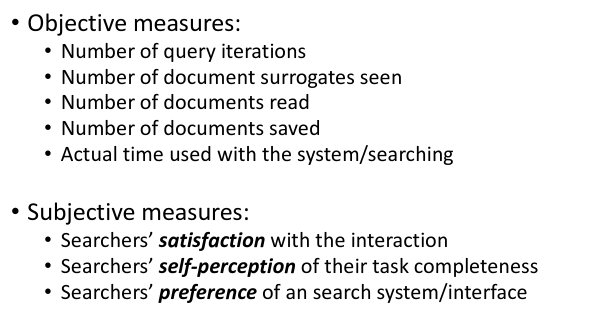 • Objective measures:
• Number of query iterations
• Number of document surrogates seen
• Number of documents read
• Number of documents saved
• Actual time used with the system/searching
• Subjective measures:
• Searchers’ satisfaction with the interaction
• Searchers’ self-perception of their task completeness
• Searchers’ preference of an search system/interface